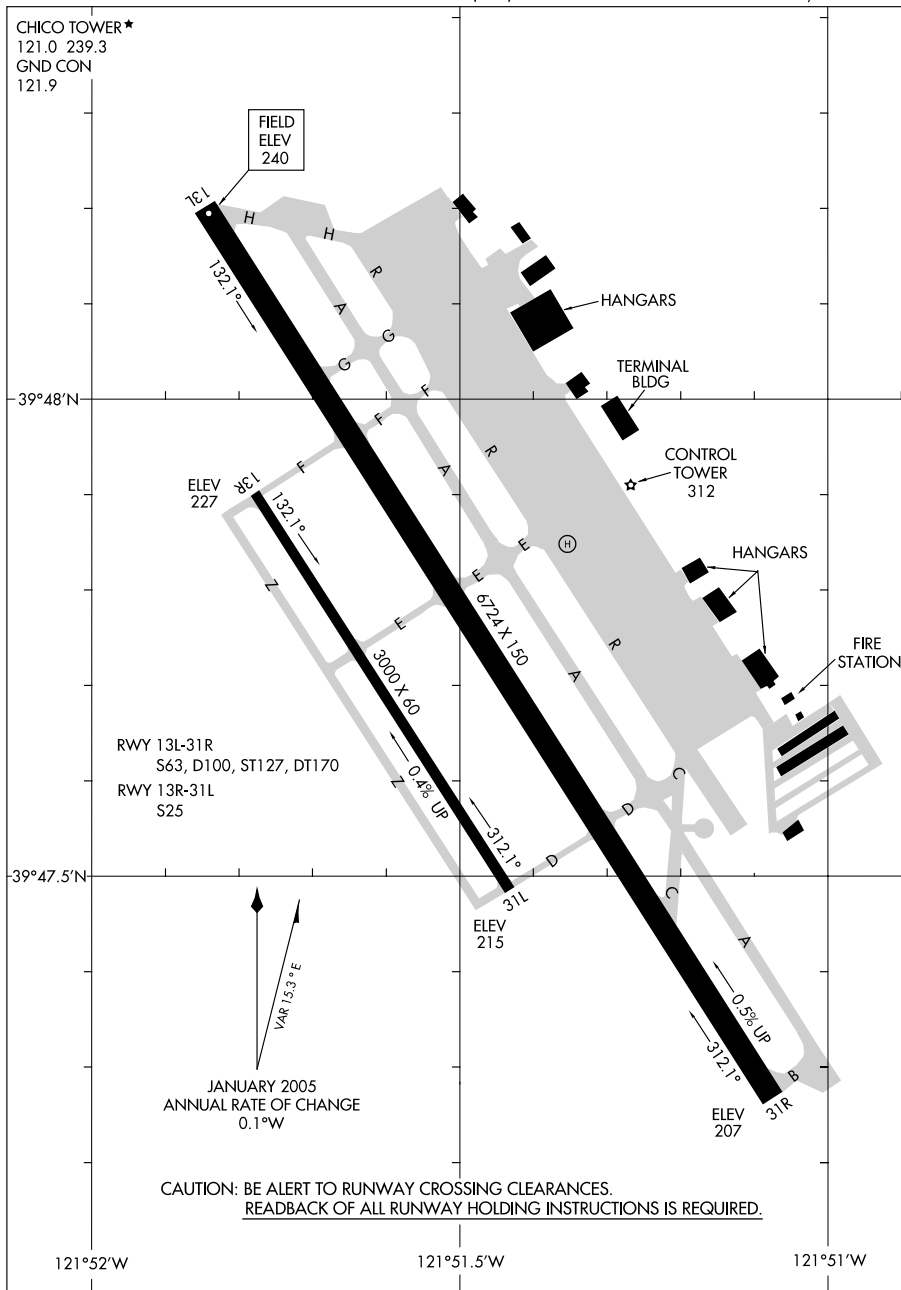 CHICO TOWER★
121.0 239.3
GND CON
121.9
FIELD
ELEV
240
13L
132.1°
H
H
R
A
G
G
F
F
F
HANGARS
TERMINAL
BLDG
39°48'N
CONTROL
TOWER
312
ELEV
227
13R
132.1°
A
R
E
E
E
H
Z
HANGARS
6724 X 150
3000 X 60
R
A
FIRE
STATION
RWY 13L-31R
S63, D100, ST127, DT170
RWY 13R-31L
S25
0.4% UP
Z
312.1°
C
D
D
39°47.5'N
31L
ELEV
215
C
A
VAR 15.3° E
0.5% UP
312.1°
B
31R
ELEV
207
JANUARY 2005
ANNUAL RATE OF CHANGE
0.1°W
CAUTION: BE ALERT TO RUNWAY CROSSING CLEARANCES.
READBACK OF ALL RUNWAY HOLDING INSTRUCTIONS IS REQUIRED.
121°52'W
121°51.5'W
121°51'W